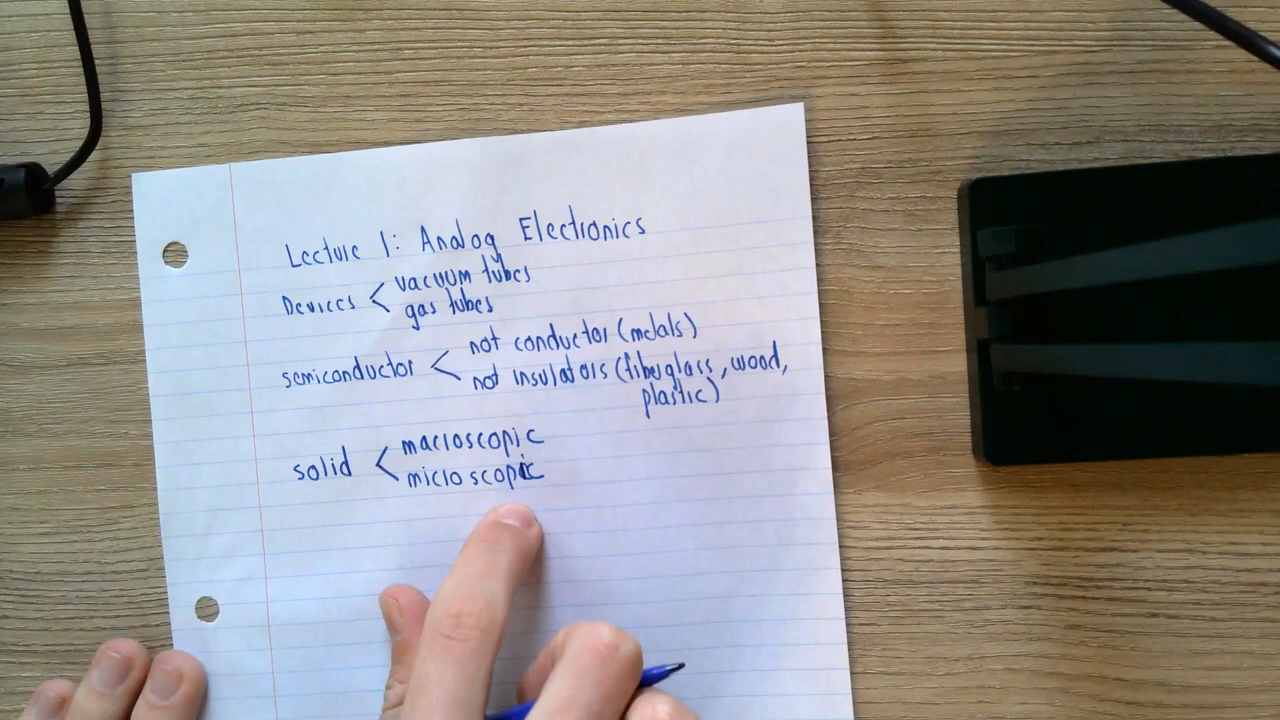 Lecture 1: Analog Electronics
Devices < vacuum tubes
gas tubes
semiconductor < not conductor (metals)
not insulators (fiberglass, wood,
plastic)
solid < macroscopic
microscopic